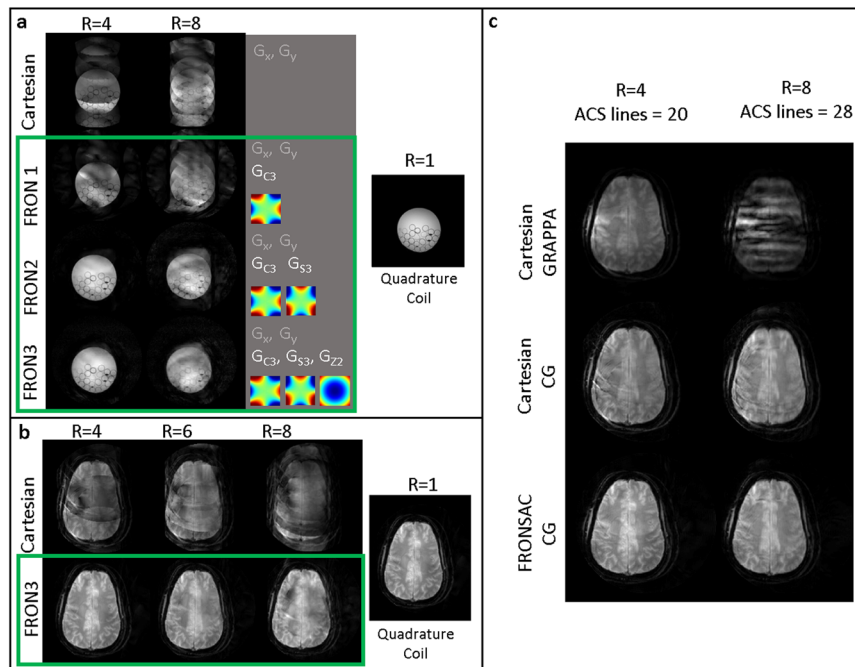 a
R=4 R=8
Cartesian
Gx, Gy
FRON 1
Gx, Gy
GC3
FRON2
Gx, Gy
GC3 GS3
FRON3
Gx, Gy
GC3, GS3, GZ2
R=1
Quadrature
Coil
b
R=4 R=6 R=8
Cartesian
FRON3
R=1
Quadrature
Coil
c
R=4 R=8
ACS lines = 20 ACS lines = 28
Cartesian
GRAPPA
Cartesian
CG
FRONSAC
CG